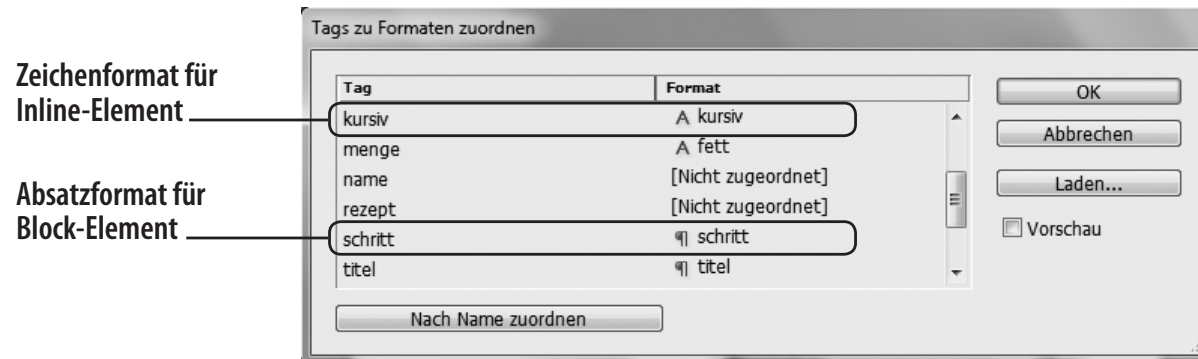 Tags zu Formaten zuordnen
Zeichenformat für
Inline-Element
Absatzformat für
Block-Element
Tag Format
kursiv A kursiv
menge A fett
name [Nicht zugeordnet]
rezept [Nicht zugeordnet]
schritt ¶ schritt
titel ¶ titel
Nach Name zuordnen
OK
Abbrechen
Laden...
Vorschau